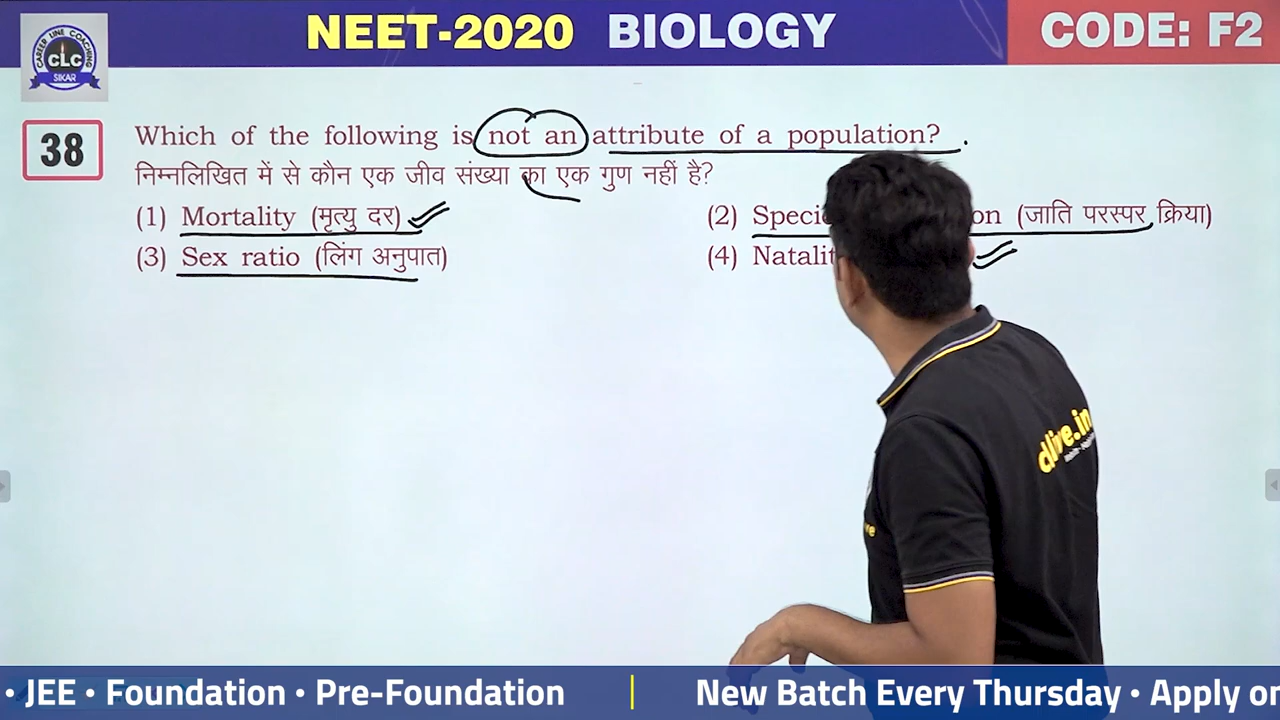 NEET-2020 BIOLOGY
CODE: F2
CAREER LINE COACHING
CLC
SIKAR
38
Which of the following is not an attribute of a population?
निम्नलिखित में से कौन एक जीव संख्या का एक गुण नहीं है?
(1) Mortality (मृत्यु दर)
(2) Speci on (जाति परस्पर क्रिया)
(3) Sex ratio (लिंग अनुपात)
(4) Natalit
clive.in
• JEE • Foundation • Pre-Foundation | New Batch Every Thursday • Apply on